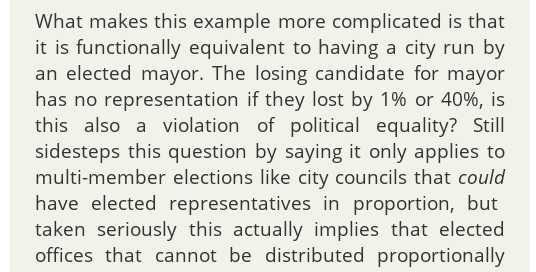 What makes this example more complicated is that
it is functionally equivalent to having a city run by
an elected mayor. The losing candidate for mayor
has no representation if they lost by 1% or 40%, is
this also a violation of political equality? Still
sidesteps this question by saying it only applies to
multi-member elections like city councils that could
have elected representatives in proportion, but
taken seriously this actually implies that elected
offices that cannot be distributed proportionally